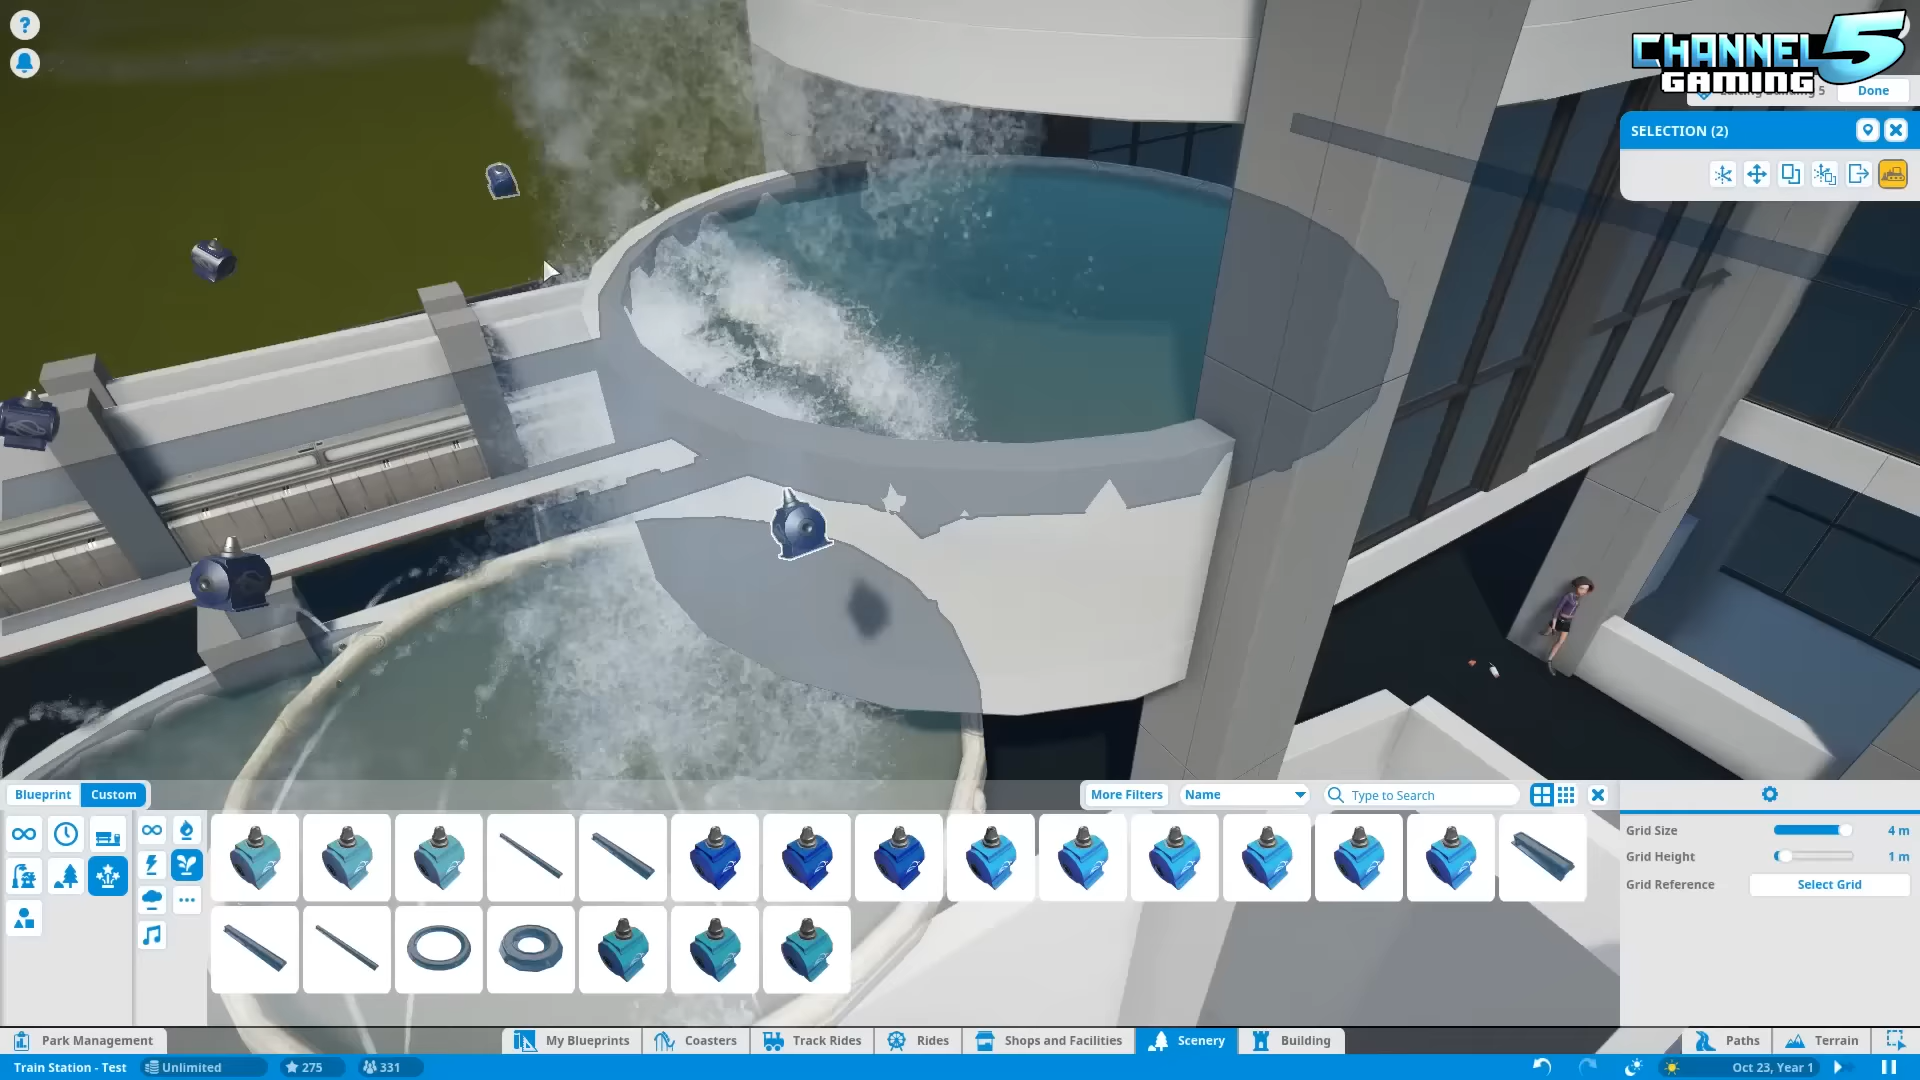 ?
CHANNEL 5
GAMING
5
Done
SELECTION (2)
Blueprint
Custom
More Filters
Name
Type to Search
Grid Size
4 m
Grid Height
1 m
Grid Reference
Select Grid
Park Management
My Blueprints
Coasters
Track Rides
Rides
Shops and Facilities
Scenery
Building
Paths
Terrain
Train Station - Test
Unlimited
275
331
Oct 23, Year 1